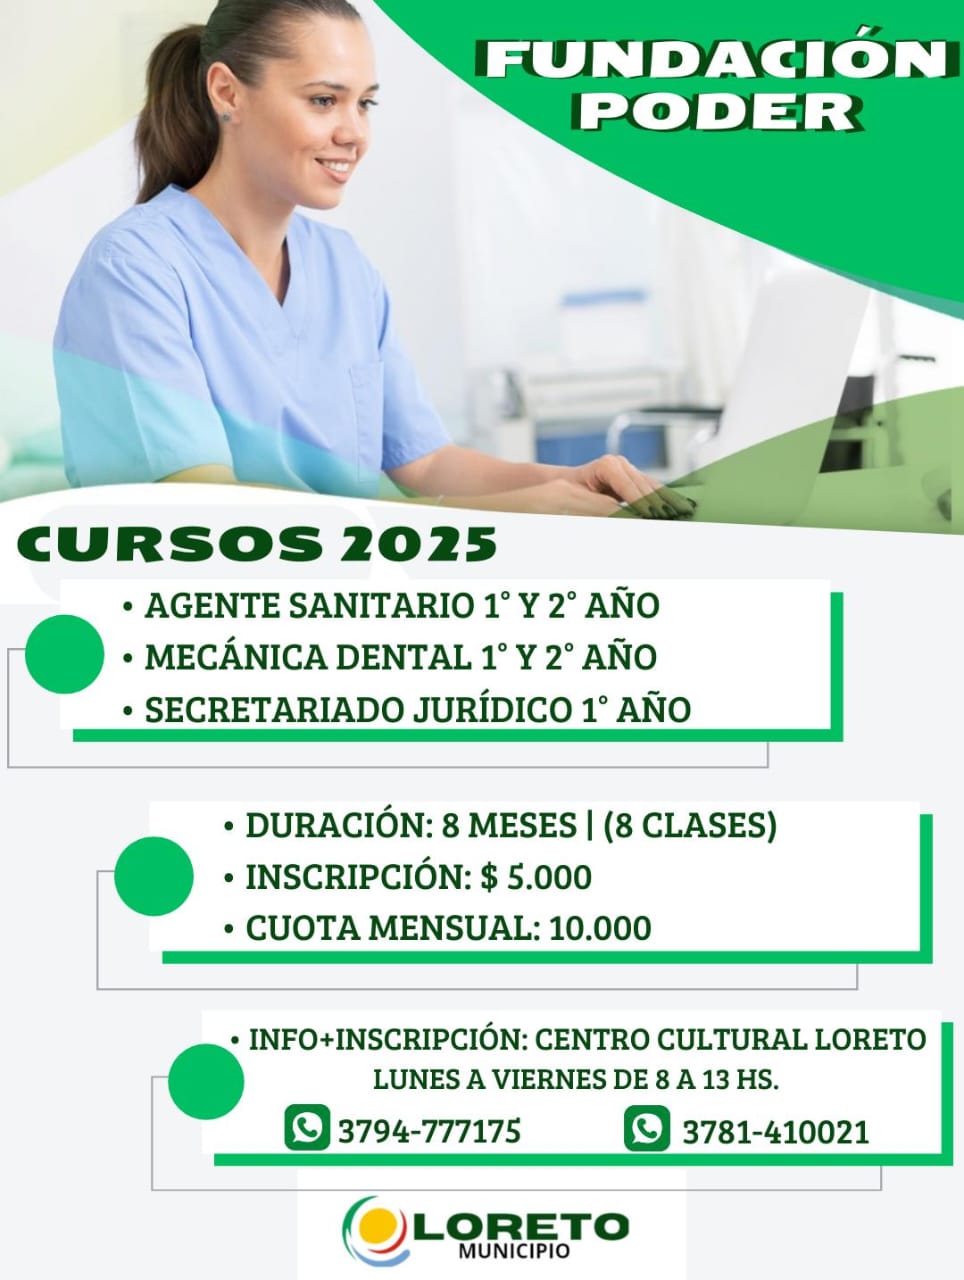 FUNDACIÓN
PODER
CURSOS 2025
• AGENTE SANITARIO 1° Y 2° AÑO
• MECÁNICA DENTAL 1° Y 2° AÑO
• SECRETARIADO JURÍDICO 1° AÑO
• DURACIÓN: 8 MESES | (8 CLASES)
• INSCRIPCIÓN: $ 5.000
• CUOTA MENSUAL: 10.000
• INFO+INSCRIPCIÓN: CENTRO CULTURAL LORETO
LUNES A VIERNES DE 8 A 13 HS.
3794-777175 3781-410021
LORETO
MUNICIPIO